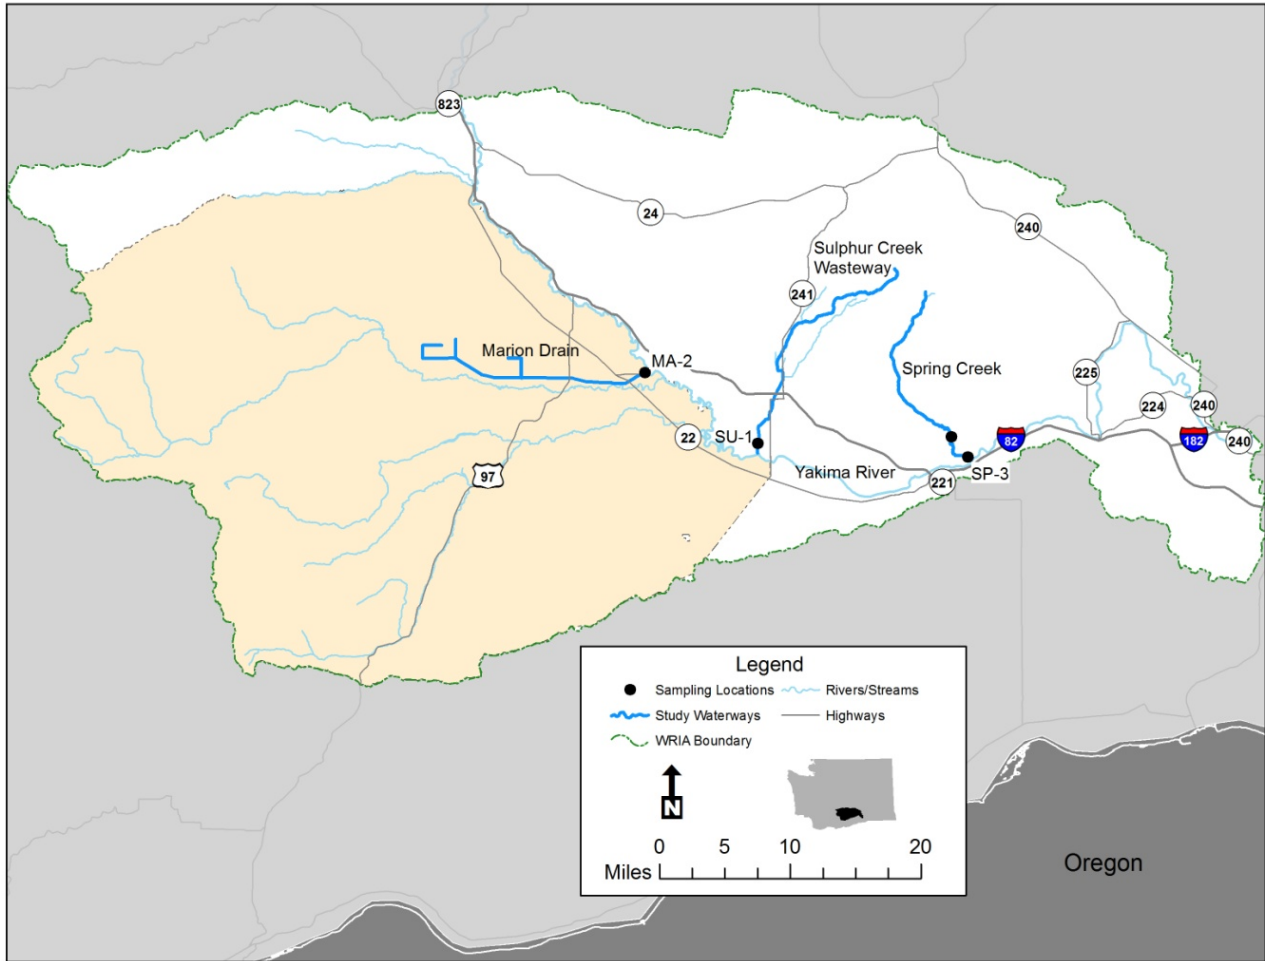 823
24
240
Sulphur Creek
Wasteway
241
Marion Drain
MA-2
Spring Creek
225
224
240
22
SU-1
82
182
240
97
Yakima River
221
SP-3
Legend
Sampling Locations
Rivers/Streams
Study Waterways
Highways
WRIA Boundary
N
0 5 10 20
Miles
Oregon